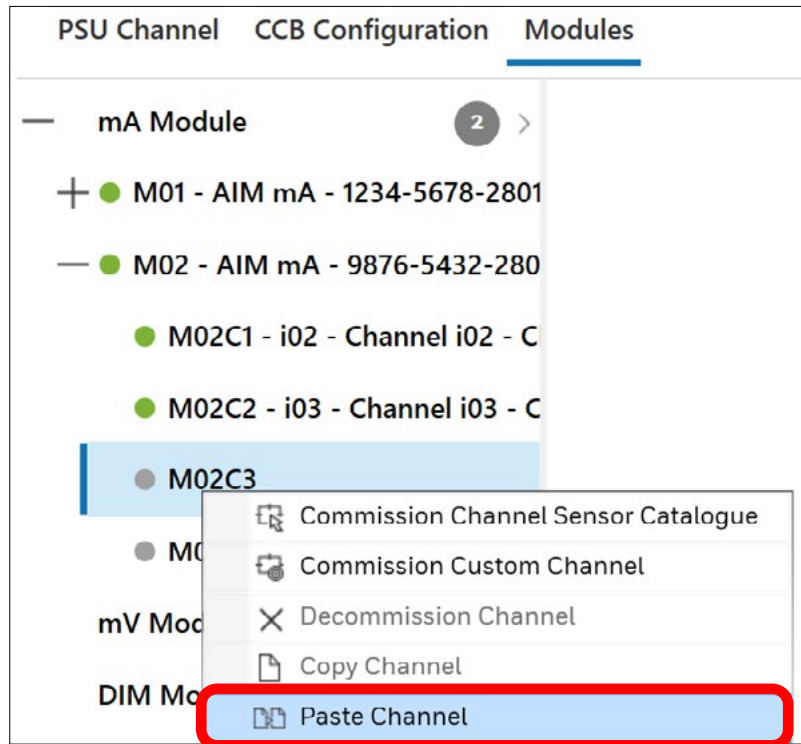 PSU Channel CCB Configuration Modules
mA Module 2
M01 - AIM mA - 1234-5678-2801
M02 - AIM mA - 9876-5432-280
M02C1 - i02 - Channel i02 - C
M02C2 - i03 - Channel i03 - C
M02C3
Commission Channel Sensor Catalogue
Commission Custom Channel
mV Mod
Decommission Channel
Copy Channel
DIM Mo
Paste Channel